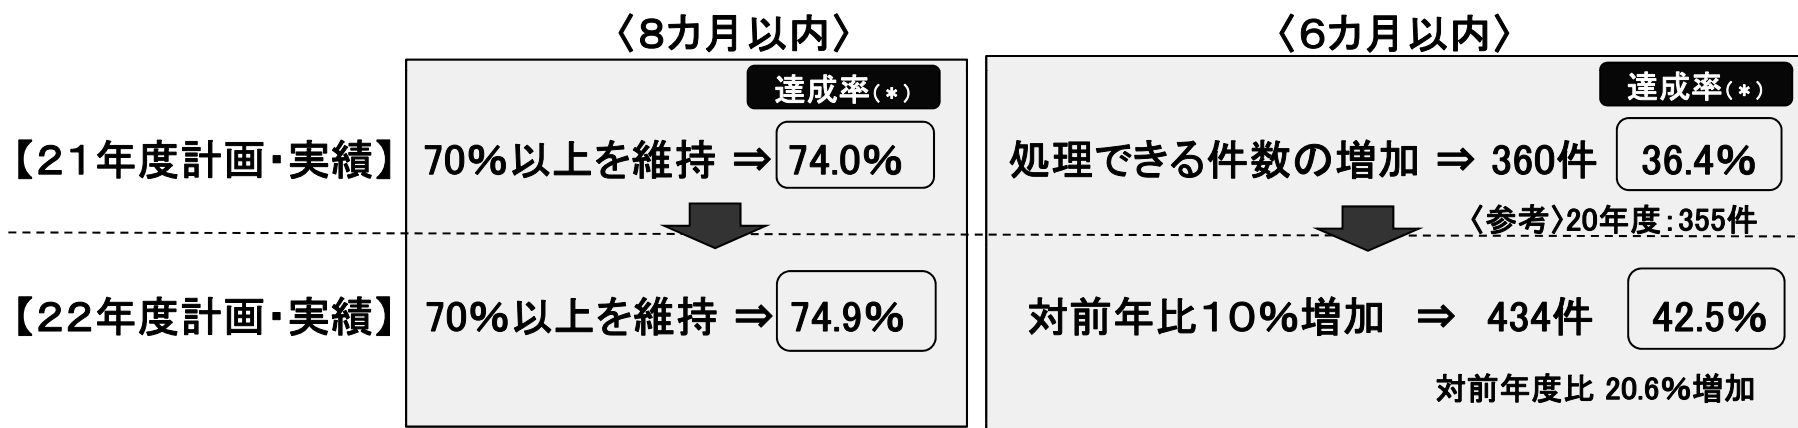 〈8カ月以内〉 〈6カ月以内〉
達成率(*) 達成率(*)
【21年度計画・実績】 70%以上を維持 ⇒ 74.0% 処理できる件数の増加 ⇒ 360件 36.4%
〈参考〉20年度:355件
【22年度計画・実績】 70%以上を維持 ⇒ 74.9% 対前年比10%増加 ⇒ 434件 42.5%
対前年度比 20.6%増加